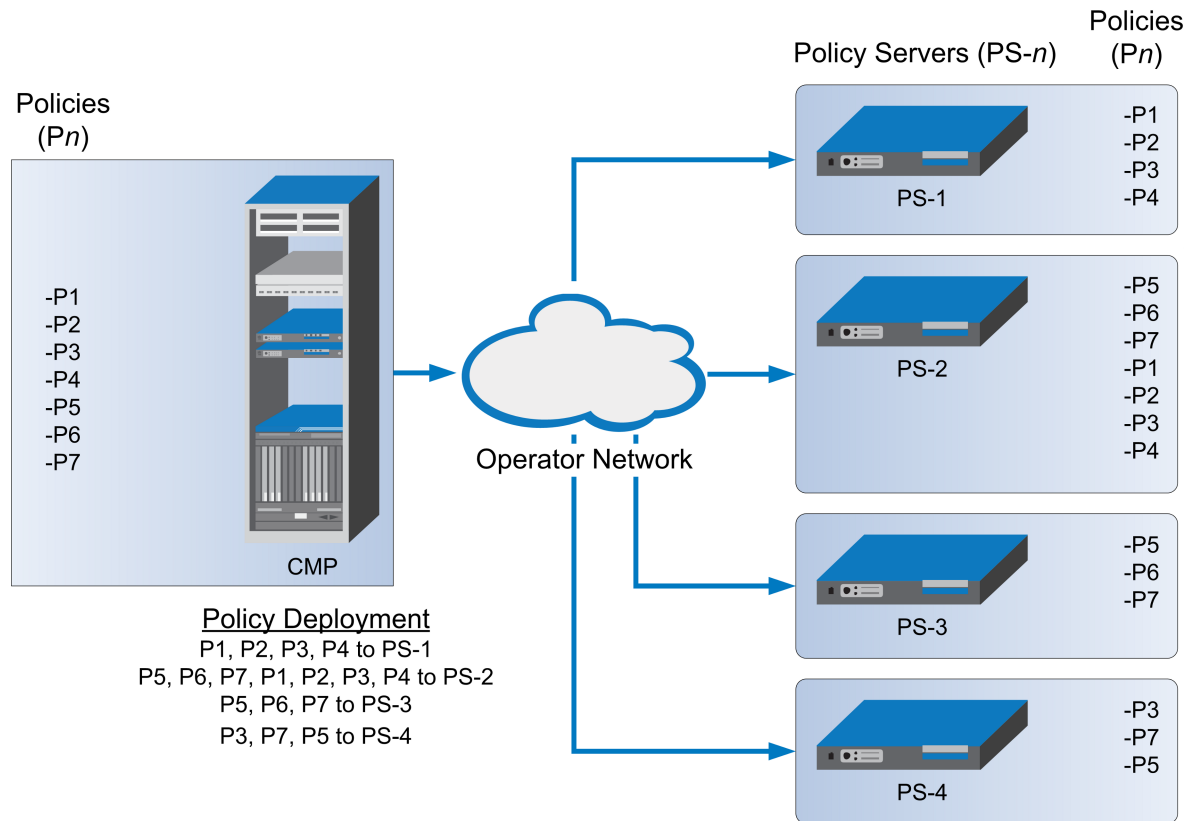 Policies
(Pn)
-P1
-P2
-P3
-P4
-P5
-P6
-P7
CMP
Policy Deployment
P1, P2, P3, P4 to PS-1
P5, P6, P7, P1, P2, P3, P4 to PS-2
P5, P6, P7 to PS-3
P3, P7, P5 to PS-4
Operator Network
Policy Servers (PS-n)
Policies
(Pn)
PS-1
-P1
-P2
-P3
-P4
PS-2
-P5
-P6
-P7
-P1
-P2
-P3
-P4
PS-3
-P5
-P6
-P7
PS-4
-P3
-P7
-P5